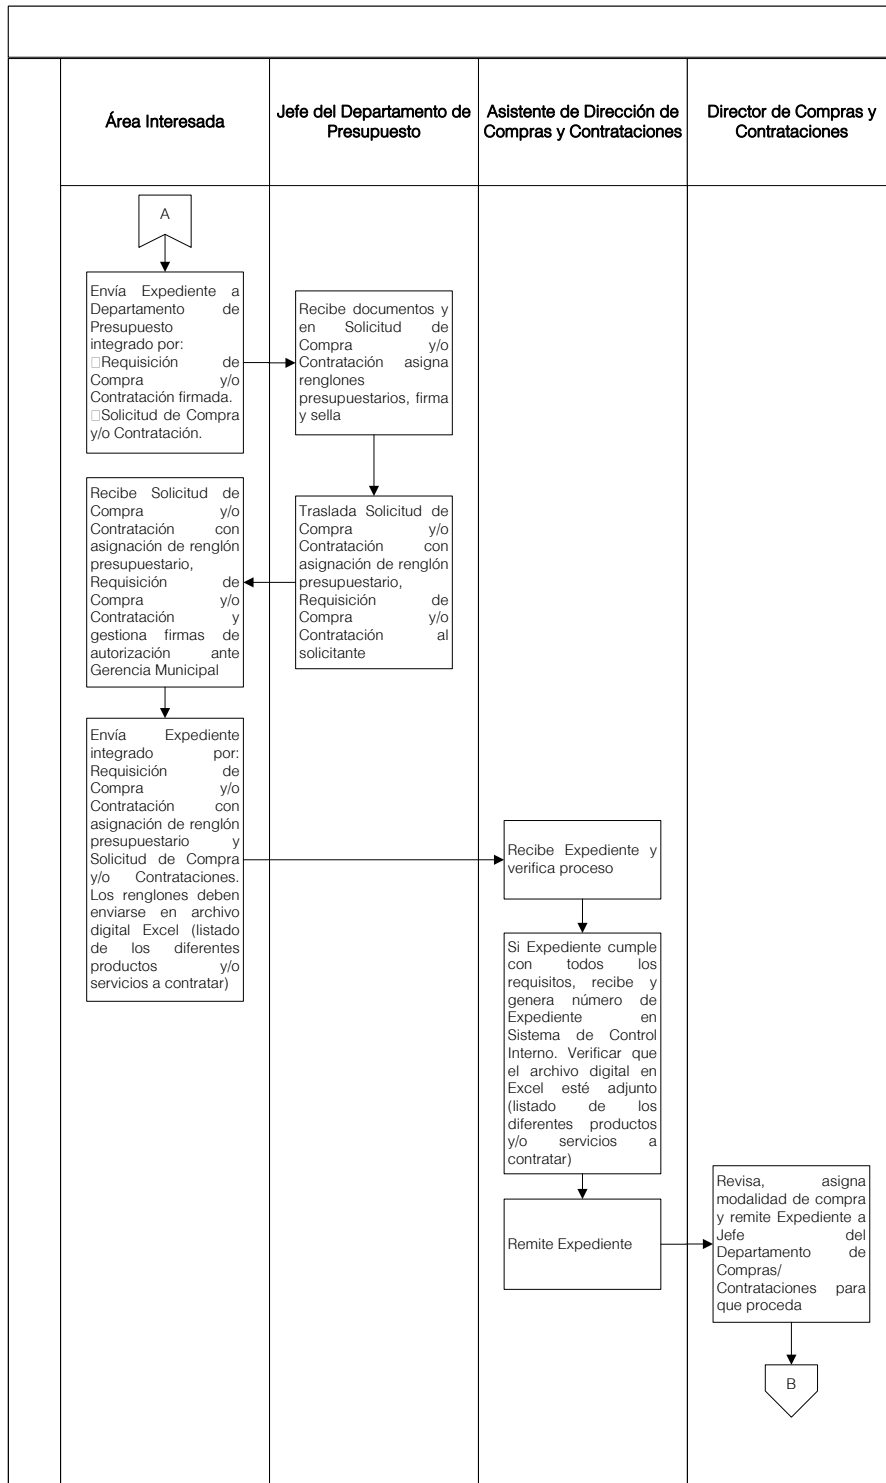 Área Interesada
Jefe del Departamento de
Presupuesto
Asistente de Dirección de
Compras y Contrataciones
Director de Compras y
Contrataciones
A
Envía Expediente a
Departamento de
Presupuesto
integrado por:
Requisición de
Compra y/o
Contratación firmada.
Solicitud de Compra
y/o Contratación.
Recibe documentos y
en Solicitud de
Compra y/o
Contratación asigna
renglones
presupuestarios, firma
y sella
Traslada Solicitud de
Compra y/o
Contratación con
asignación de renglón
presupuestario,
Requisición de
Compra y/o
Contratación al
solicitante
Recibe Solicitud de
Compra y/o
Contratación con
asignación de renglón
presupuestario,
Requisición de
Compra y/o
Contratación y
gestiona firmas de
autorización ante
Gerencia Municipal
Envía Expediente
integrado por:
Requisición de
Compra y/o
Contratación con
asignación de renglón
presupuestario y
Solicitud de Compra
y/o Contrataciones.
Los renglones deben
enviarse en archivo
digital Excel (listado
de los diferentes
productos y/o
servicios a contratar)
Recibe Expediente y
verifica proceso
Si Expediente cumple
con todos los
requisitos, recibe y
genera número de
Expediente en
Sistema de Control
Interno. Verificar que
el archivo digital en
Excel esté adjunto
(listado de los
diferentes productos
y/o servicios a
contratar)
Remite Expediente
Revisa, asigna
modalidad de compra
y remite Expediente a
Jefe del
Departamento de
Compras/
Contrataciones para
que proceda
B